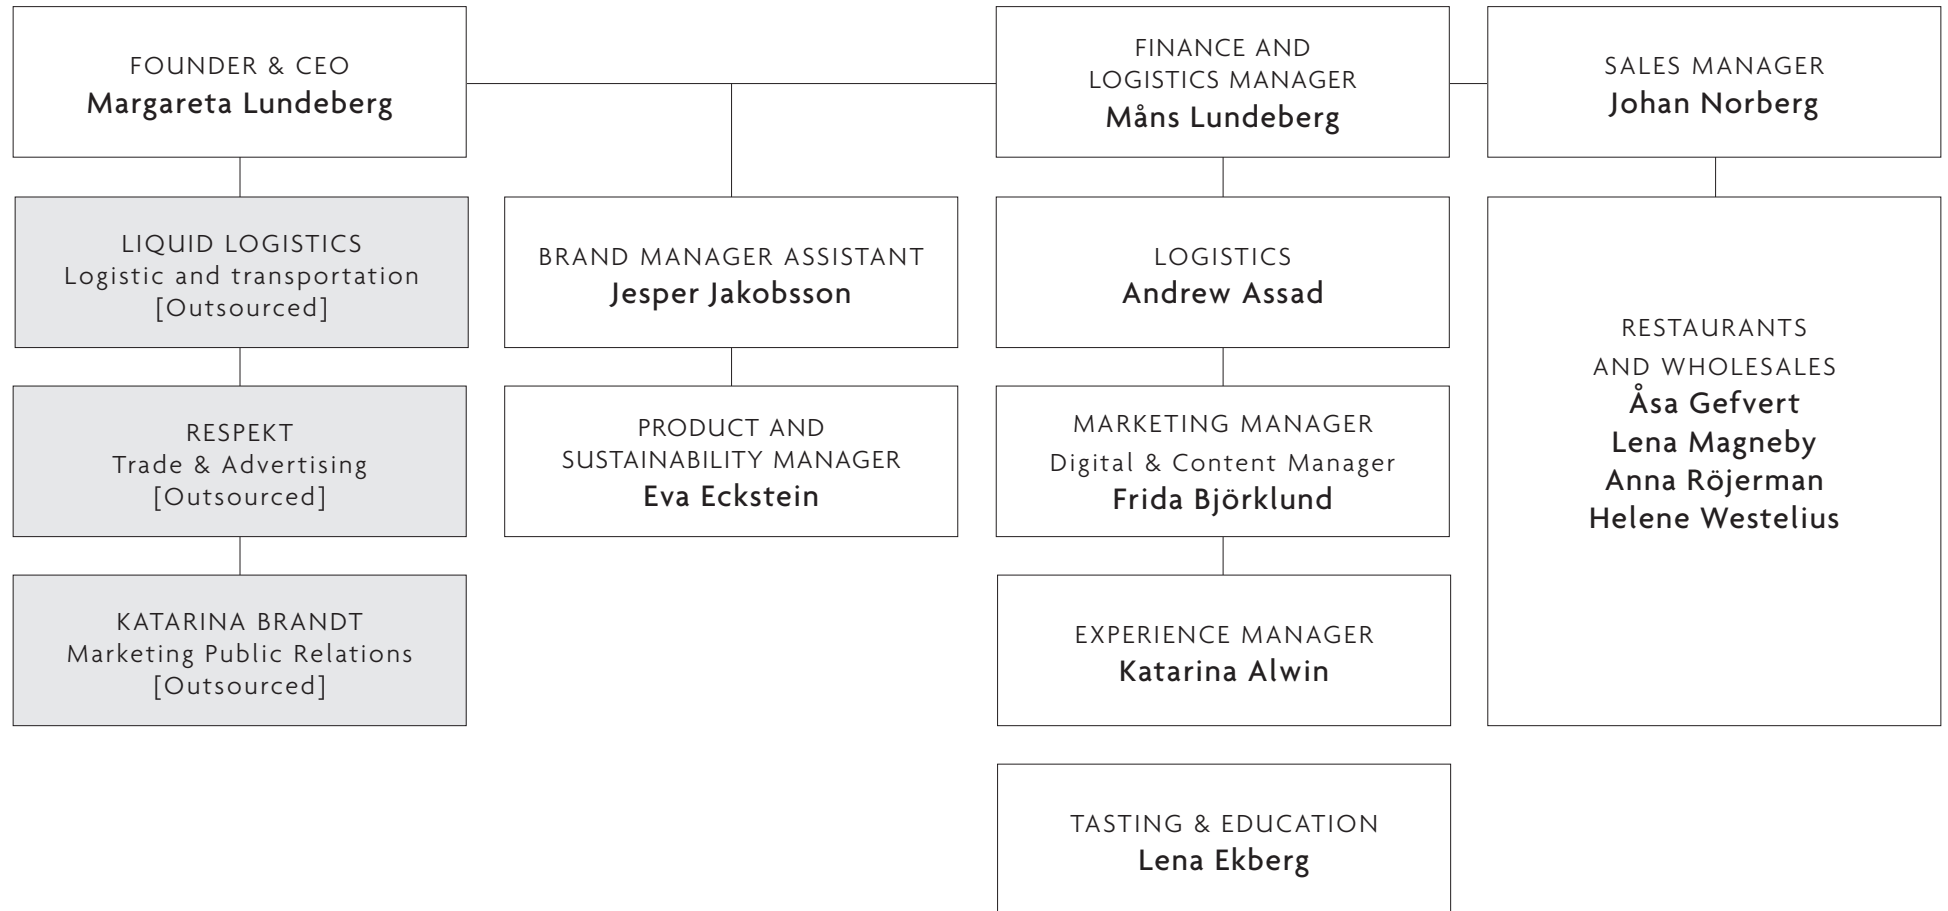 FOUNDER & CEO
Margareta Lundeberg
FINANCE AND
LOGISTICS MANAGER
Måns Lundeberg
SALES MANAGER
Johan Norberg
LIQUID LOGISTICS
Logistic and transportation
[Outsourced]
BRAND MANAGER ASSISTANT
Jesper Jakobsson
LOGISTICS
Andrew Assad
RESTAURANTS
AND WHOLESALES
Åsa Gefvert
Lena Magneby
Anna Röjerman
Helene Westelius
RESPEKT
Trade & Advertising
[Outsourced]
PRODUCT AND
SUSTAINABILITY MANAGER
Eva Eckstein
MARKETING MANAGER
Digital & Content Manager
Frida Björklund
KATARINA BRANDT
Marketing Public Relations
[Outsourced]
EXPERIENCE MANAGER
Katarina Alwin
TASTING & EDUCATION
Lena Ekberg